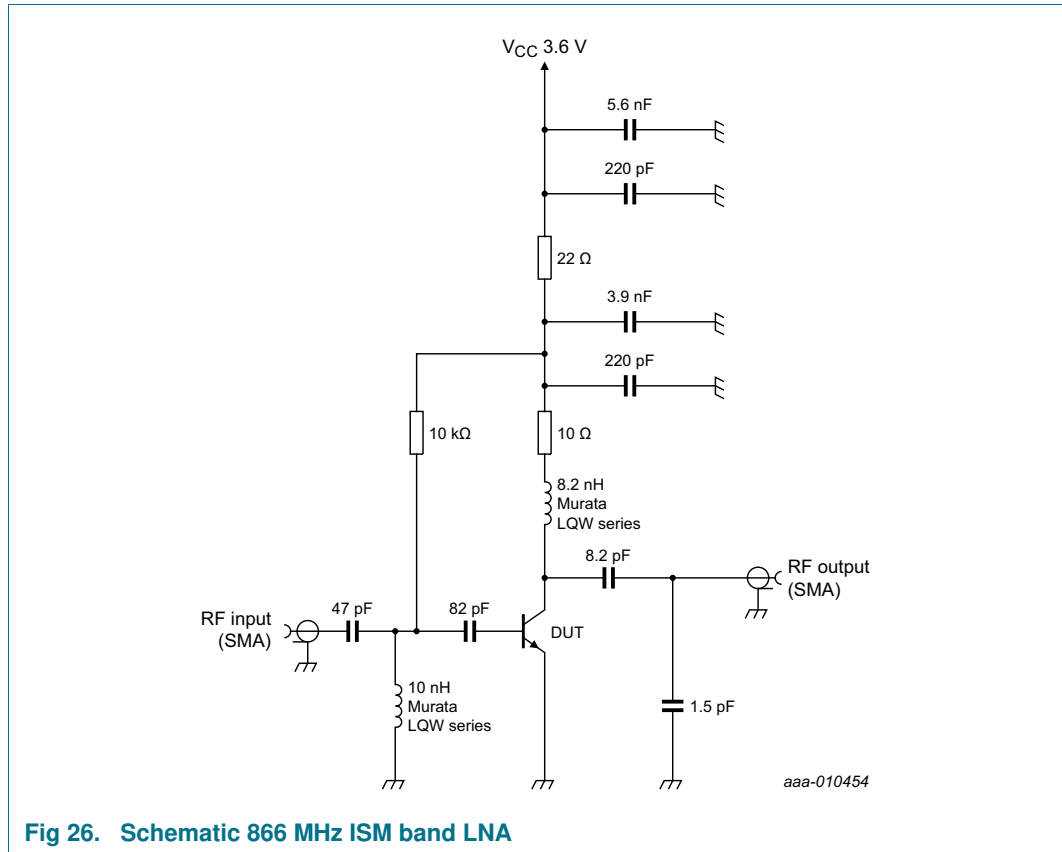 VCC 3.6 V
5.6 nF
220 pF
22 Ω
3.9 nF
220 pF
10 kΩ
10 Ω
8.2 nH
Murata
LQW series
8.2 pF
RF output
(SMA)
RF input
(SMA)
47 pF
82 pF
DUT
10 nH
Murata
LQW series
1.5 pF
aaa-010454
Fig 26. Schematic 866 MHz ISM band LNA